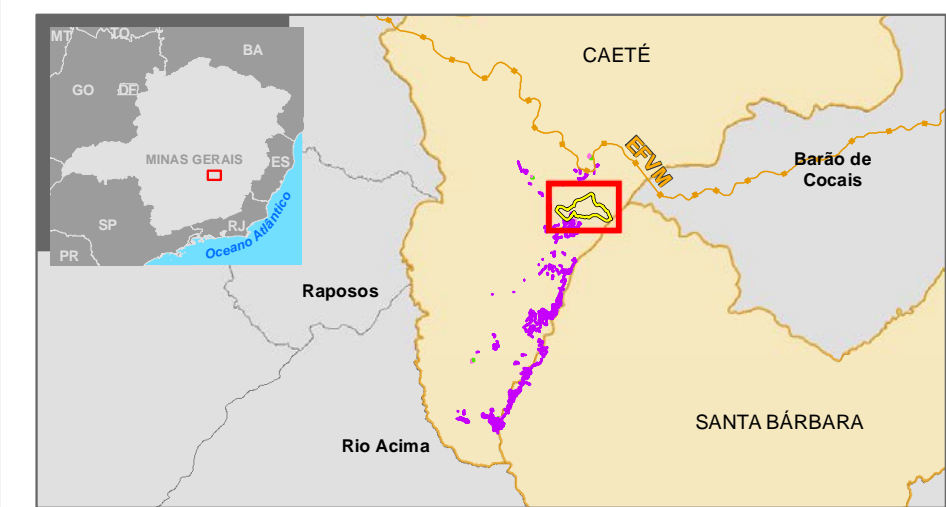 MT
TO
BA
GO
DF
MINAS GERAIS
ES
SP
RJ
PR
Oceano Atlântico
CAETÉ
EFVM
Barão de
Cocais
Raposos
Rio Acima
SANTA BÁRBARA